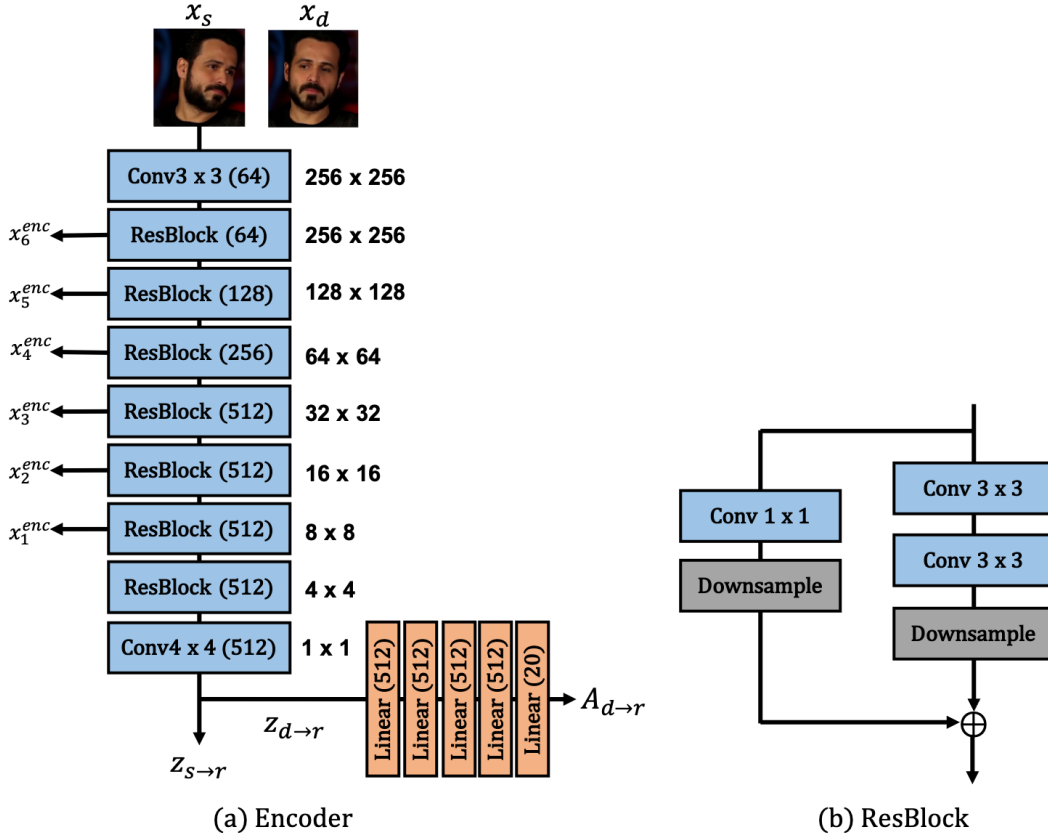 x_s x_d
Conv3 x 3 (64) 256 x 256
x_6^{enc} ResBlock (64) 256 x 256
x_5^{enc} ResBlock (128) 128 x 128
x_4^{enc} ResBlock (256) 64 x 64
x_3^{enc} ResBlock (512) 32 x 32
x_2^{enc} ResBlock (512) 16 x 16
x_1^{enc} ResBlock (512) 8 x 8
ResBlock (512) 4 x 4
Conv4 x 4 (512) 1 x 1
Linear (512)
Linear (512)
Linear (512)
Linear (512)
Linear (20)
A_{d→r}
z_{d→r}
z_{s→r}
(a) Encoder
Conv 1 x 1
Downsample
Conv 3 x 3
Conv 3 x 3
Downsample
(b) ResBlock